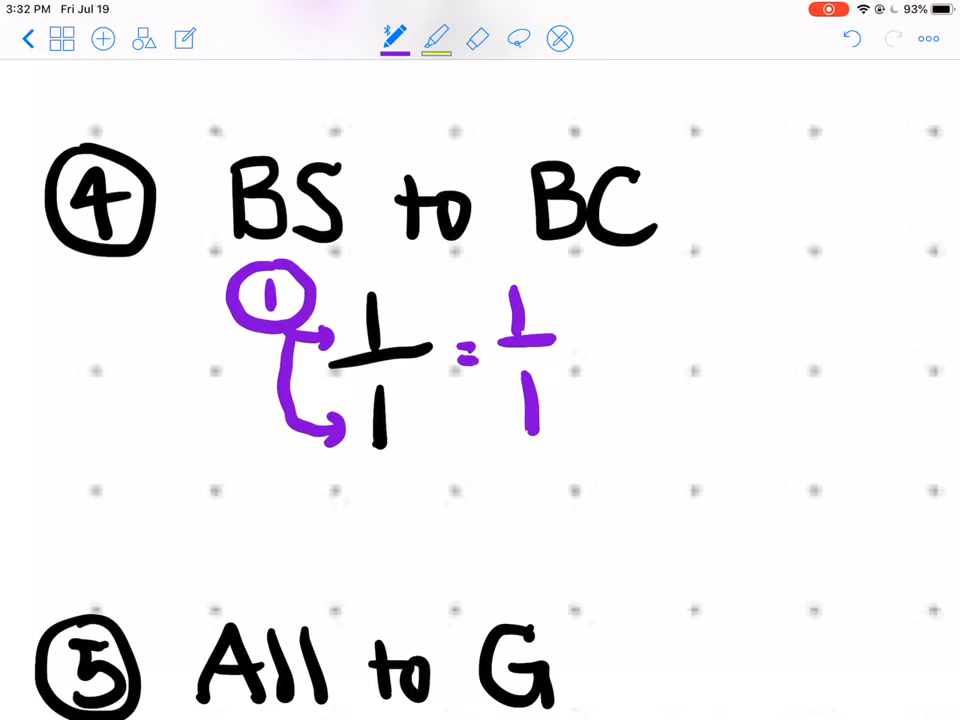 3:32 PM Fri Jul 19 93%
④ BS to BC
① 1/1 = 1/1
⑤ All to G